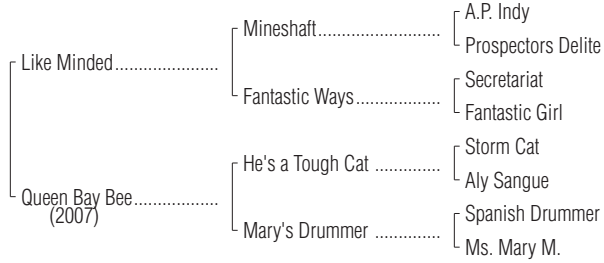 A.P. Indy
Mineshaft..............................
Prospectors Delite
Like Minded......................
Secretariat
Fantastic Ways.....................
Fantastic Girl
Storm Cat
He's a Tough Cat ................
Aly Sangue
Queen Bay Bee..................
(2007)
Spanish Drummer
Mary's Drummer ...............
Ms. Mary M.